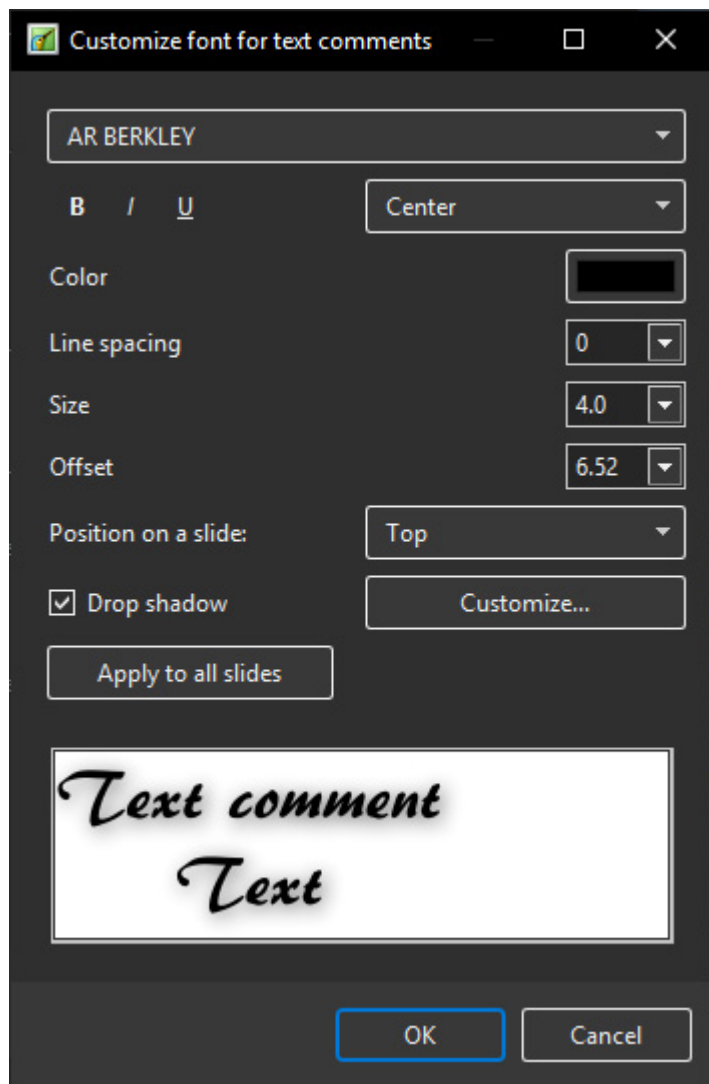 Customize font for text comments
AR BERKLEY
B I U Center
Color
Line spacing 0
Size 4.0
Offset 6.52
Position on a slide: Top
Drop shadow Customize...
Apply to all slides
Text comment
Text
OK Cancel